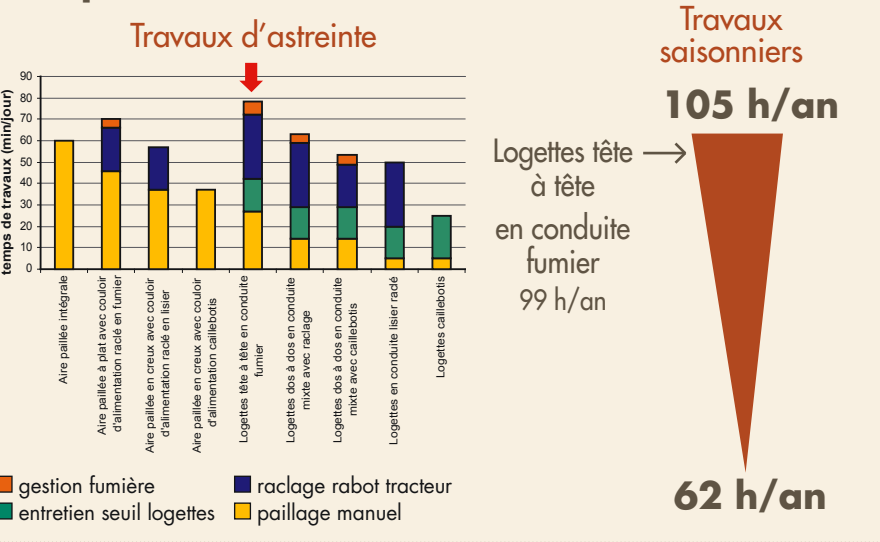 Travaux d'astreinte
temps de travaux (min/jour)
90
80
70
60
50
40
30
20
10
0
Aire paillée intégrale
Aire paillée à plat avec couloir
d'alimentation raclé en fumier
Aire paillée en creux avec couloir
d'alimentation raclé en lisier
Aire paillée en creux avec couloir
d'alimentation caillebotis
Logettes tête à tête en conduite
fumier
Logettes dos à dos en conduite
mixte avec raclage
Logettes dos à dos en conduite
mixte avec caillebotis
Logettes en conduite lisier raclé
Logettes caillebotis
gestion fumière
raclage rabot tracteur
entretien seuil logettes
paillage manuel
Travaux
saisonniers
105 h/an
Logettes tête
à tête
en conduite
fumier
99 h/an
62 h/an